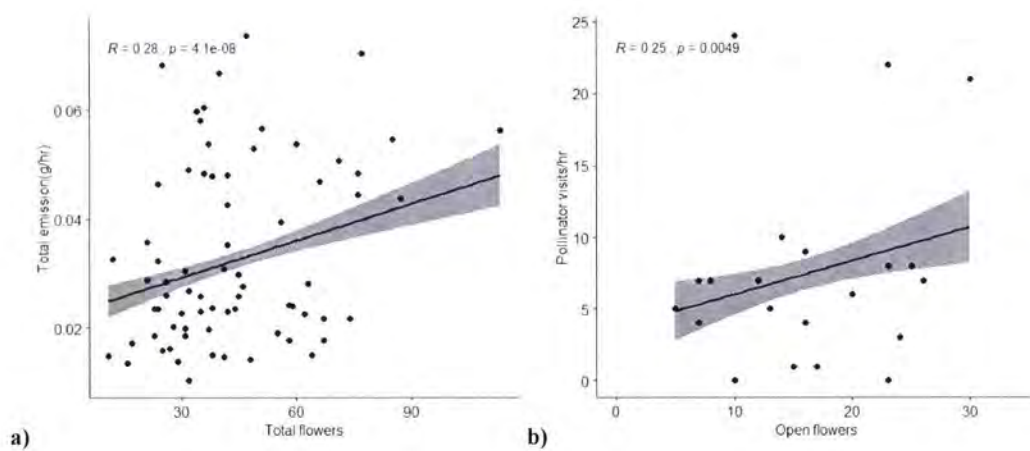 R = 0.28 , p = 4.1e-08
Total emission(g/hr)
0.06
0.04
0.02
30
60
90
Total flowers
a)
R = 0.25 , p = 0.0049
Pollinator visits/hr
25
20
15
10
5
0
0
10
20
30
Open flowers
b)